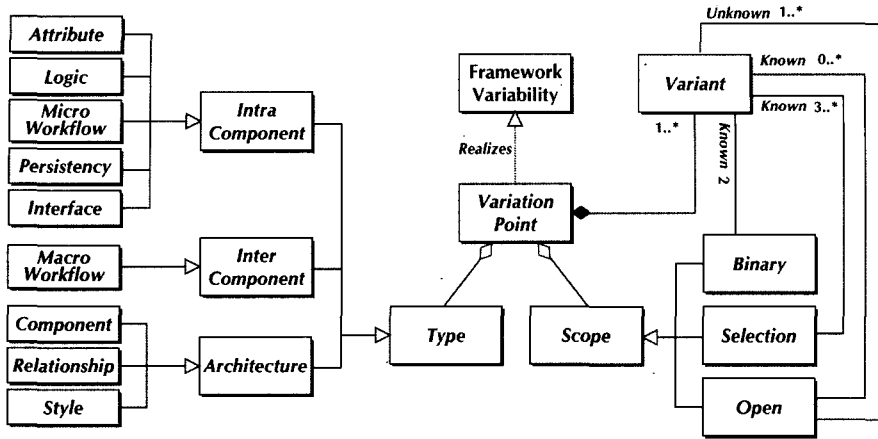 Attribute
Logic
Micro
Workflow
Persistency
Interface
Macro
Workflow
Component
Relationship
Style
Intra
Component
Inter
Component
Architecture
Framework
Variability
Realizes
Variation
Point
Type
Scope
Unknown 1..*
Variant
Known 0..*
Known 3..*
1..*
Known 2
Binary
Selection
Open